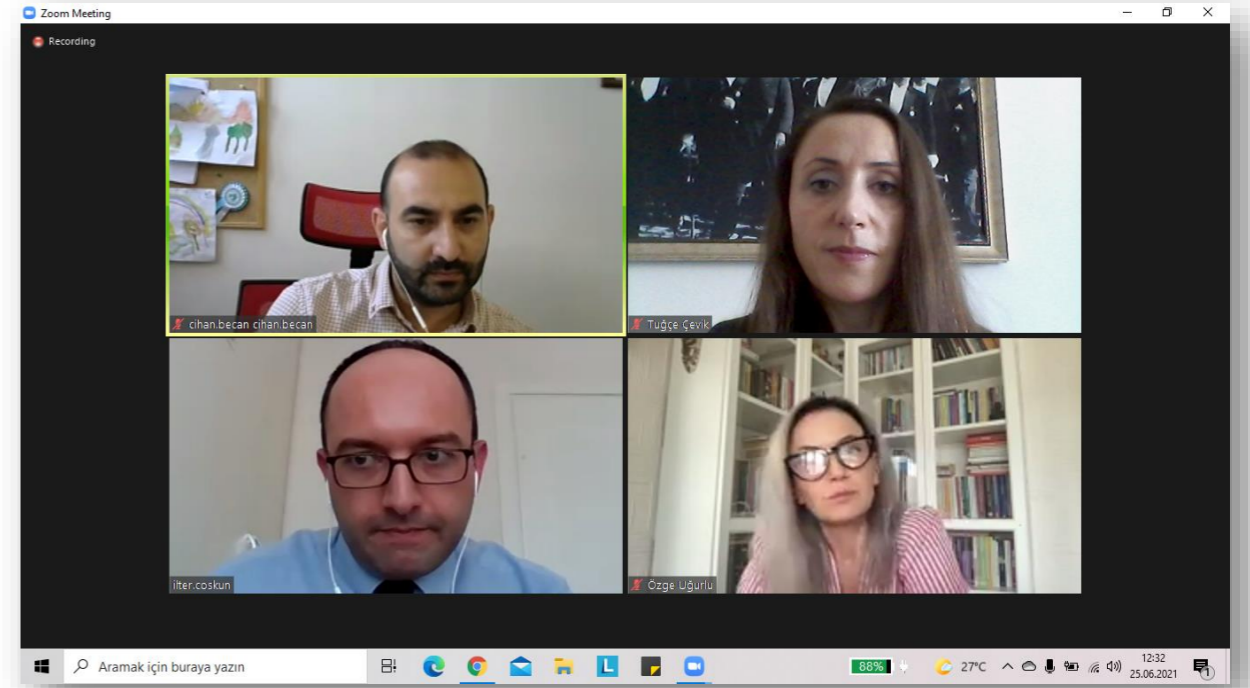 Zoom Meeting
Recording
cihan.becan cihan.becan
Tuğçe Çevik
ilter.coskun
Özge Uğurlu
Aramak için buraya yazın
L
88%
27°C
12:32
25.06.2021
1